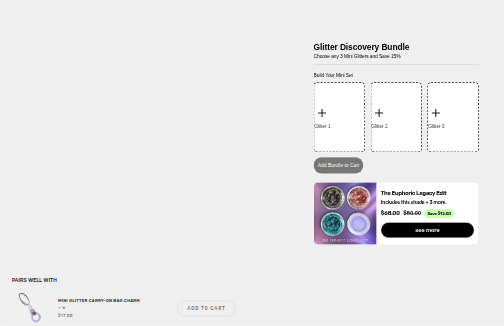 Glitter Discovery Bundle
Choose any 3 Mini Glitters and Save 15%
Build Your Mini Set
Glitter 1
Glitter 2
Glitter 3
Add Bundle to Cart
The Euphoric Legacy Edit
Includes this shade + 3 more.
$68.00 $80.00 Save $12.00
see more
PAIRS WELL WITH
MINI GLITTER CARRY-ON BAG CHARM
ADD TO CART